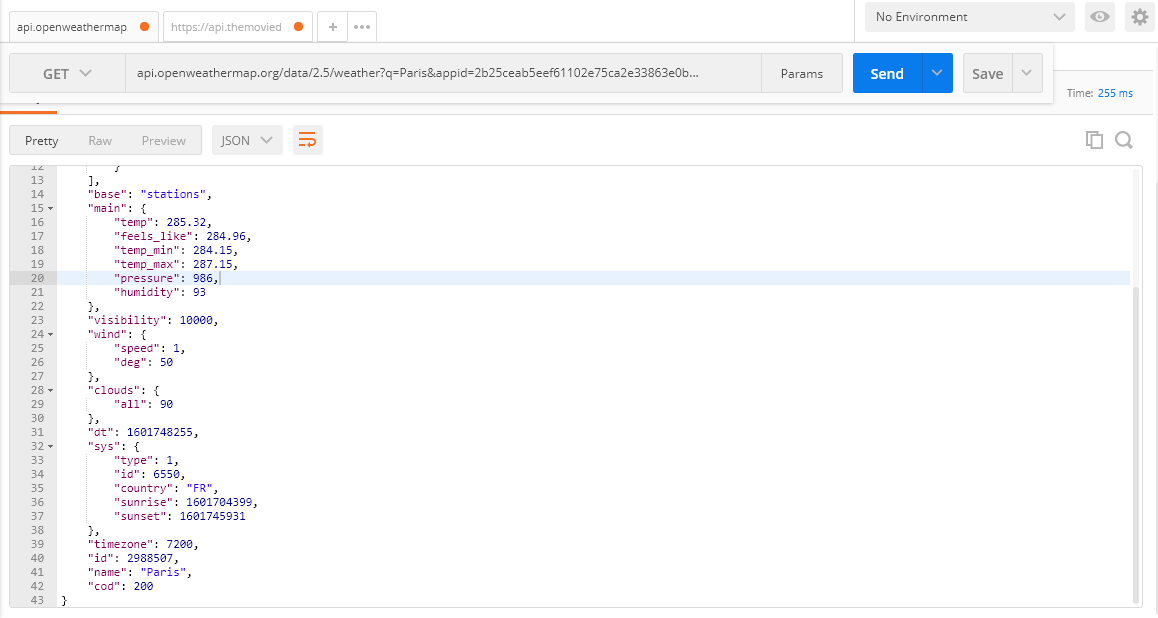 api.openweathermap https://api.themovied + ••• No Environment
GET api.openweathermap.org/data/2.5/weather?q=Paris&appid=2b25ceab5eef61102e75ca2e33863e0b... Params Send Save
Time: 255 ms
Pretty Raw Preview JSON
12 }
13 ],
14 "base": "stations",
15 "main": {
16 "temp": 285.32,
17 "feels_like": 284.96,
18 "temp_min": 284.15,
19 "temp_max": 287.15,
20 "pressure": 986,
21 "humidity": 93
22 },
23 "visibility": 10000,
24 "wind": {
25 "speed": 1,
26 "deg": 50
27 },
28 "clouds": {
29 "all": 90
30 },
31 "dt": 1601748255,
32 "sys": {
33 "type": 1,
34 "id": 6550,
35 "country": "FR",
36 "sunrise": 1601704399,
37 "sunset": 1601745931
38 },
39 "timezone": 7200,
40 "id": 2988507,
41 "name": "Paris",
42 "cod": 200
43 }